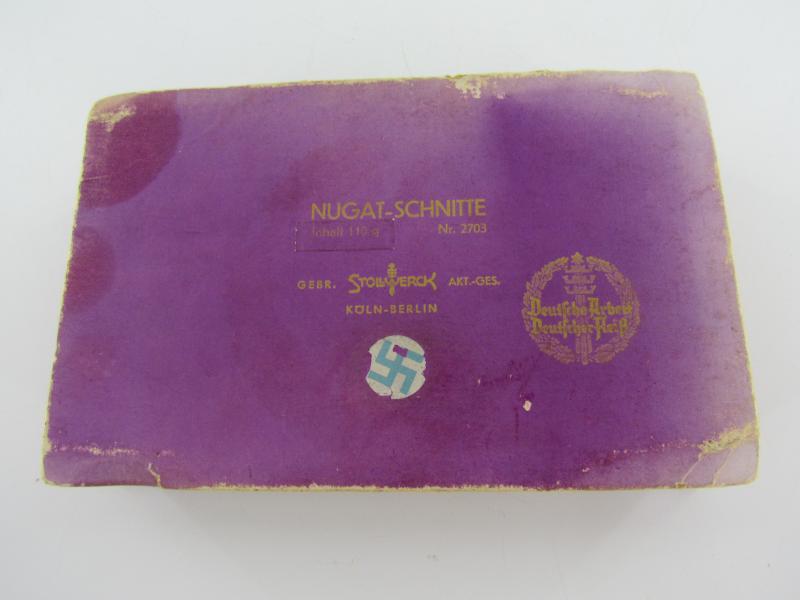 NUGAT-SCHNITTE
Inhalt 110 g Nr. 2703
GEBR. STOLLWERCK AKT.-GES.
KÖLN-BERLIN
Deutsche Arbeit
Deutscher Fleiß